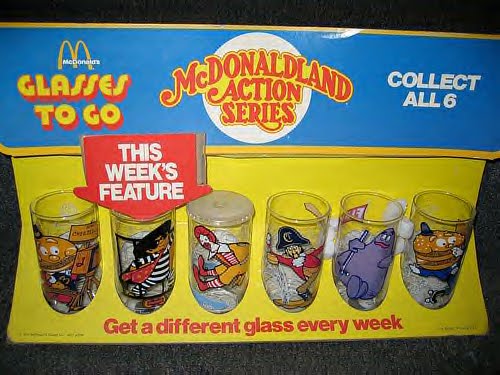 McDonald's
GLASSES
TO GO
McDONALDLAND
ACTION
SERIES
COLLECT
ALL 6
THIS
WEEK'S
FEATURE
Get a different glass every week